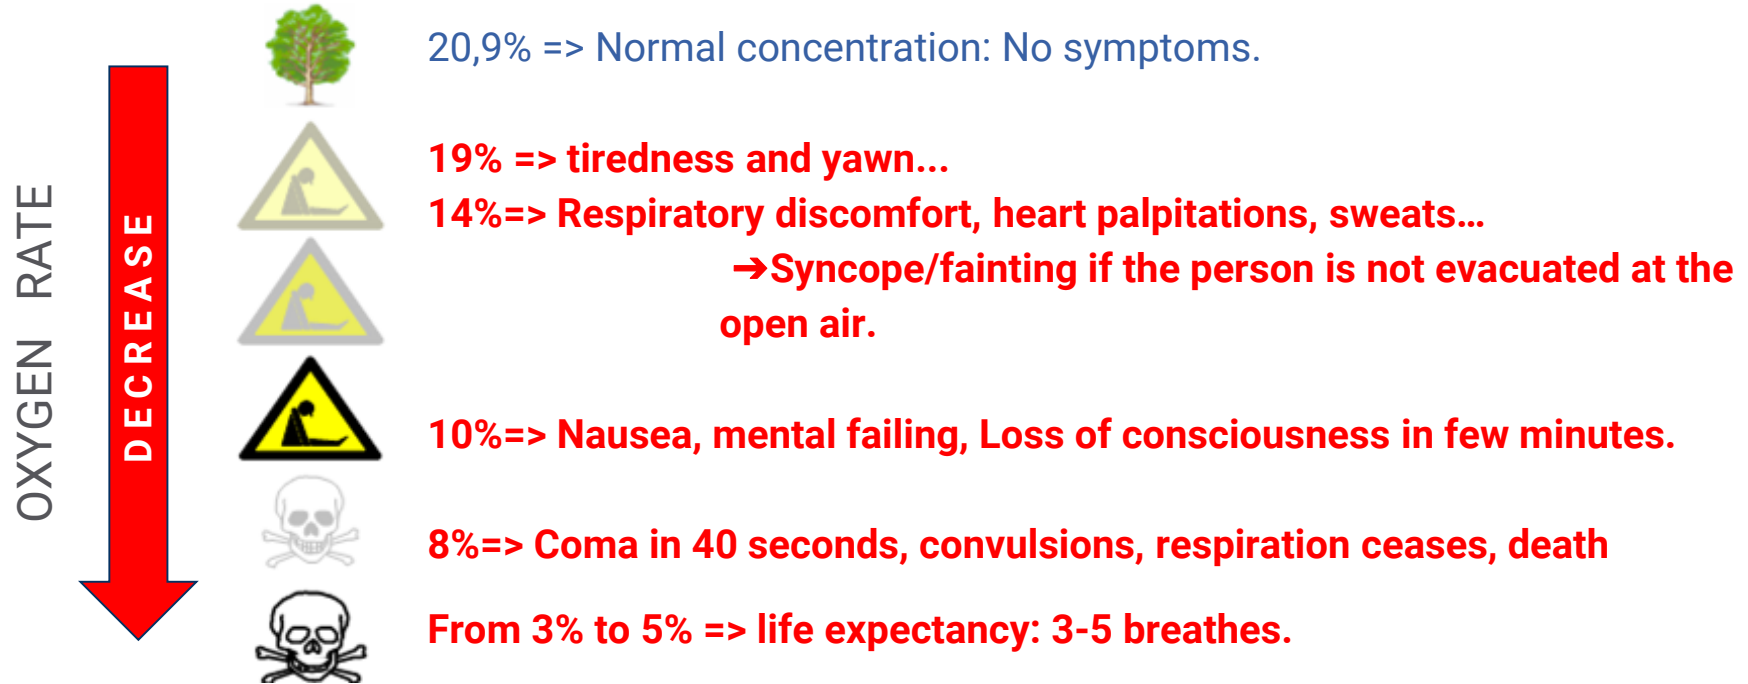 OXYGEN RATE
DECREASE
20,9% => Normal concentration: No symptoms.
19% => tiredness and yawn...
14%=> Respiratory discomfort, heart palpitations, sweats…
➔Syncope/fainting if the person is not evacuated at the
open air.
10%=> Nausea, mental failing, Loss of consciousness in few minutes.
8%=> Coma in 40 seconds, convulsions, respiration ceases, death
From 3% to 5% => life expectancy: 3-5 breathes.